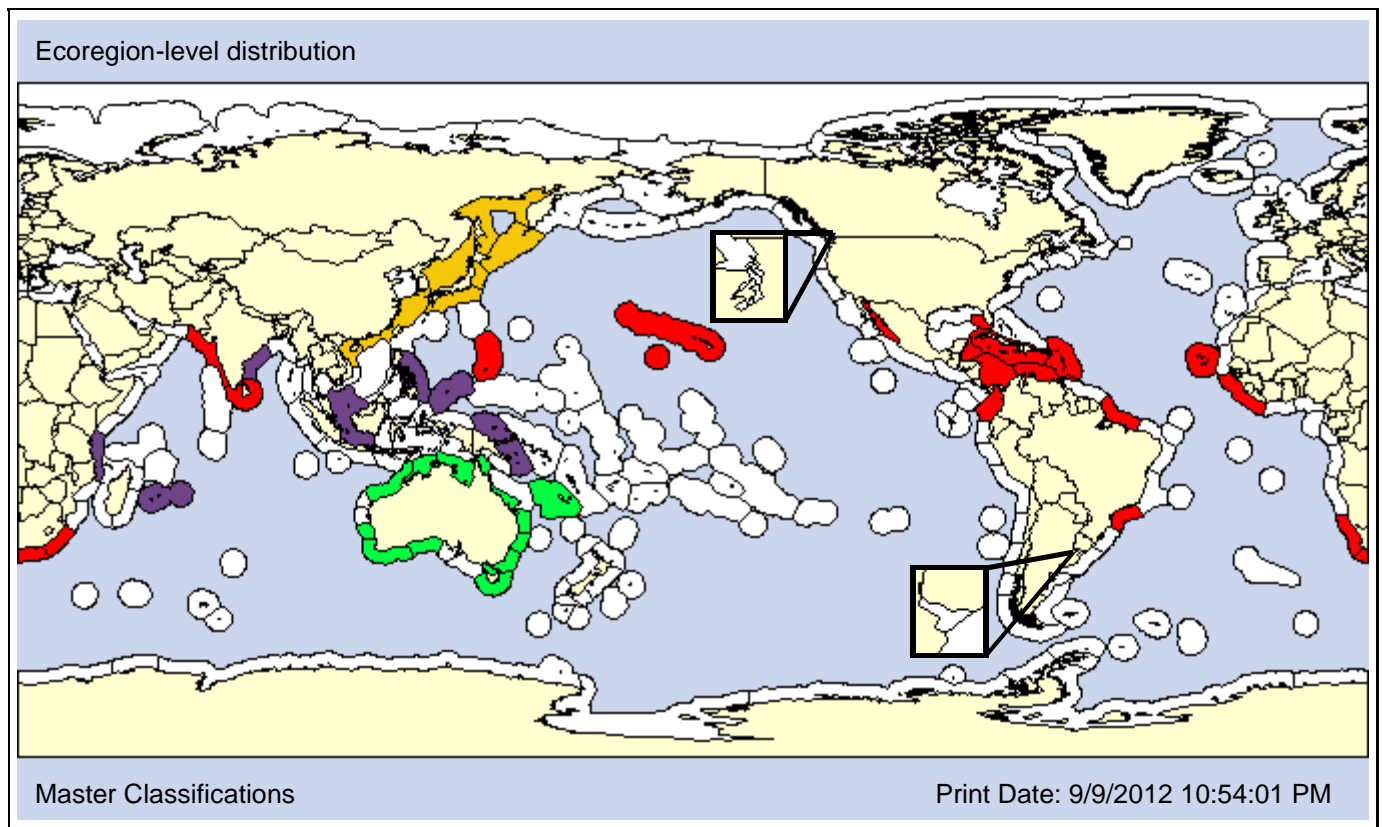 Ecoregion-level distribution
Master Classifications
Print Date: 9/9/2012 10:54:01 PM